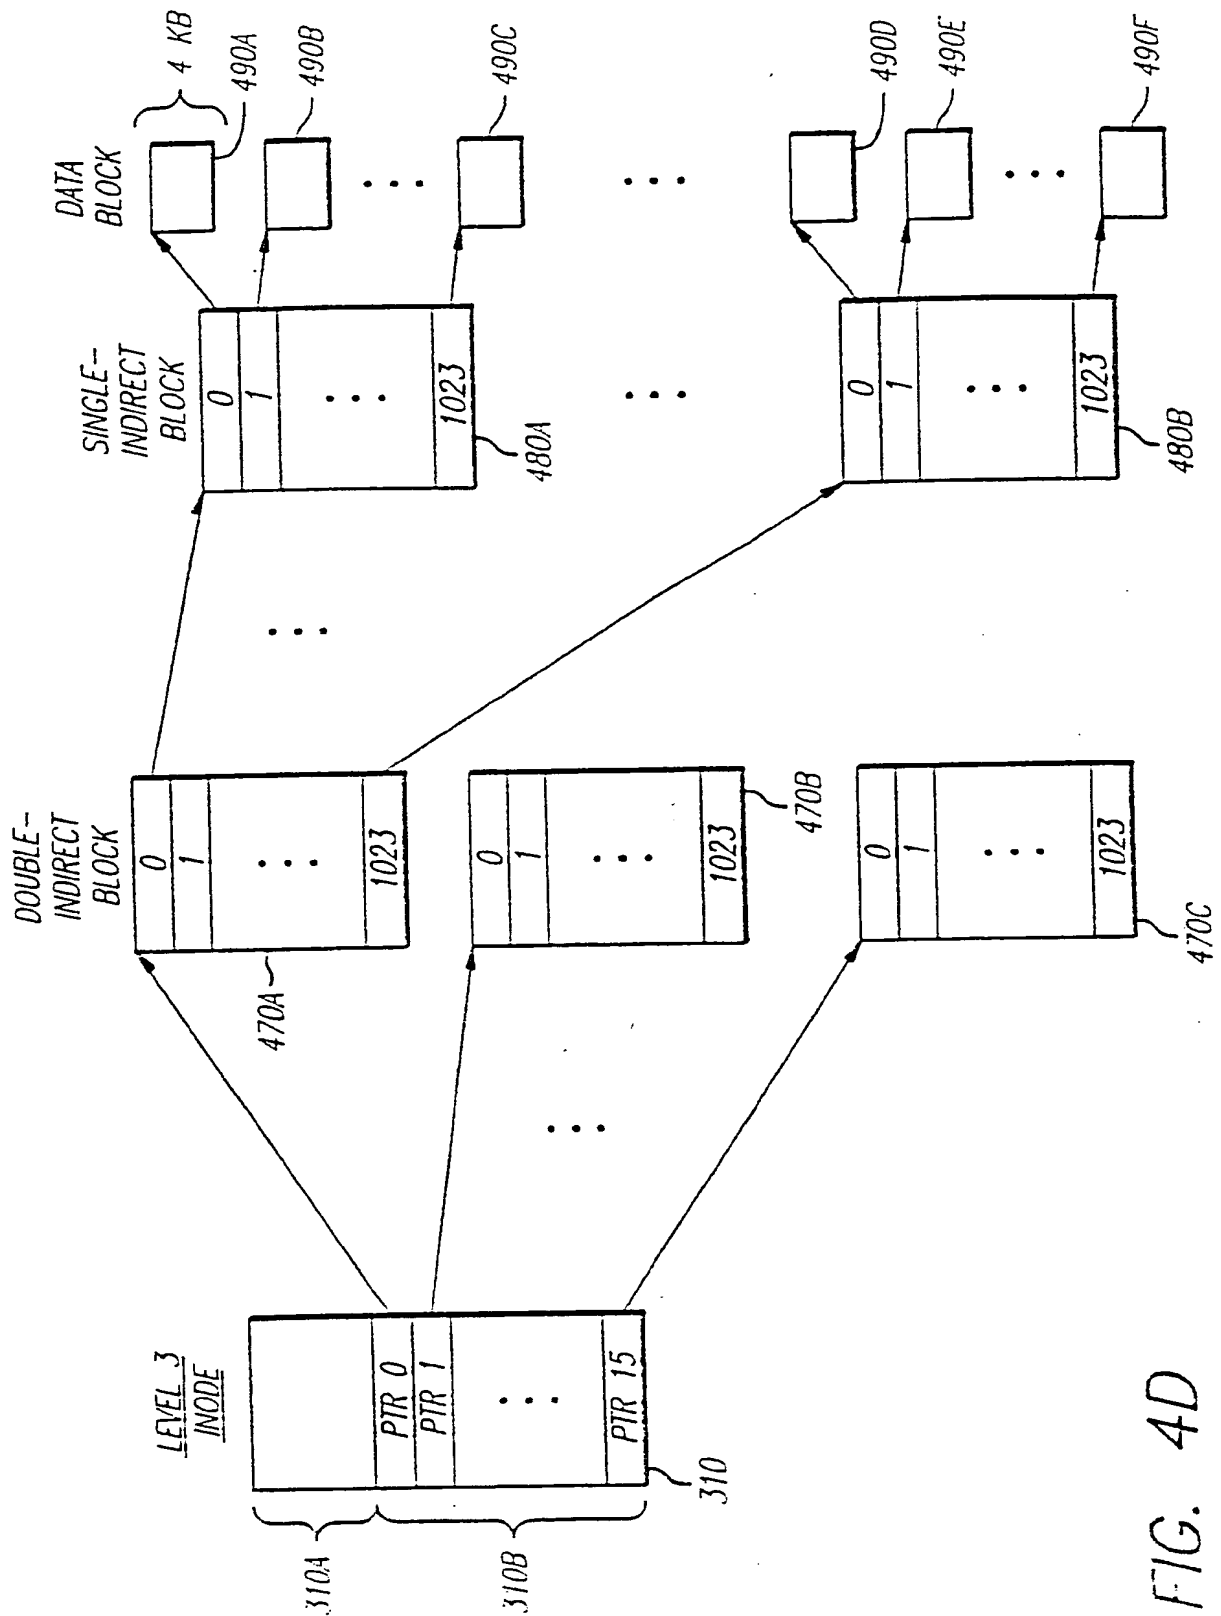 LEVEL 3
INODE
310A
310B
PTR 0
PTR 1
PTR 15
310
DOUBLE-
INDIRECT
BLOCK
0
1
1023
470A
0
1
1023
470B
0
1
1023
470C
SINGLE-
INDIRECT
BLOCK
0
1
1023
480A
0
1
1023
480B
DATA
BLOCK
4 KB
490A
490B
490C
490D
490E
490F
FIG. 4D